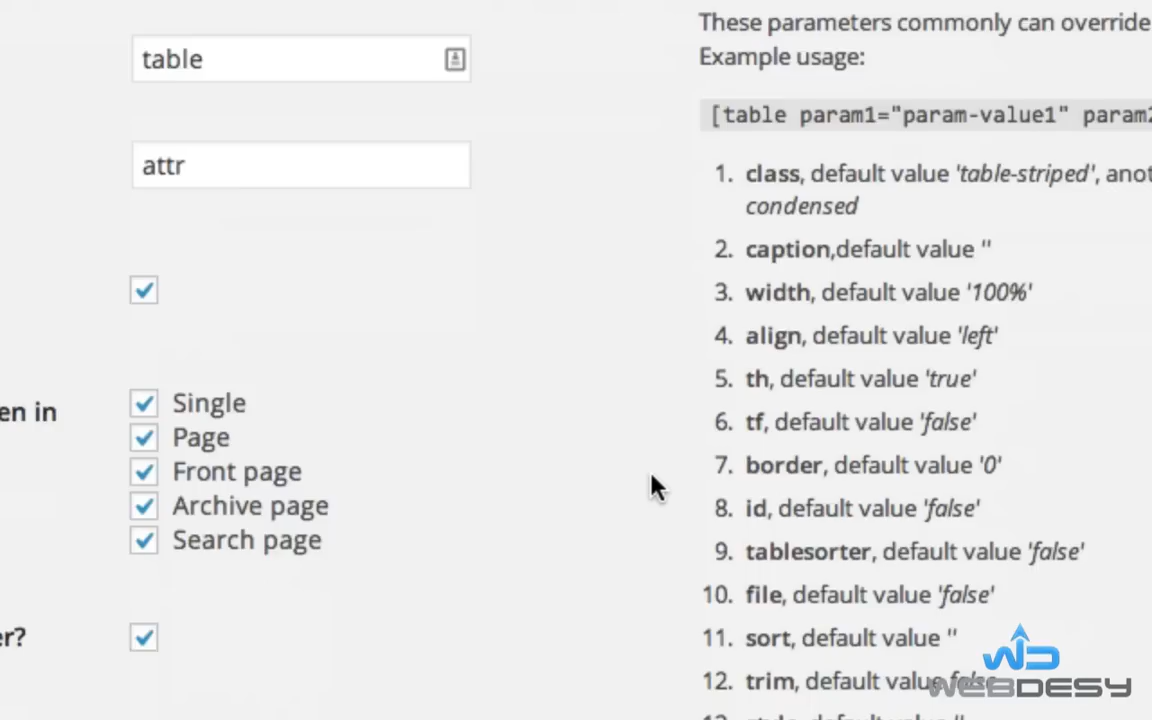 table
attr
en in
Single
Page
Front page
Archive page
Search page
er?
These parameters commonly can override
Example usage:
[table param1="param-value1" param2
1. class, default value 'table-striped', anot
condensed
2. caption,default value ''
3. width, default value '100%'
4. align, default value 'left'
5. th, default value 'true'
6. tf, default value 'false'
7. border, default value '0'
8. id, default value 'false'
9. tablesorter, default value 'false'
10. file, default value 'false'
11. sort, default value ''
12. trim, default value false
WEBDESY